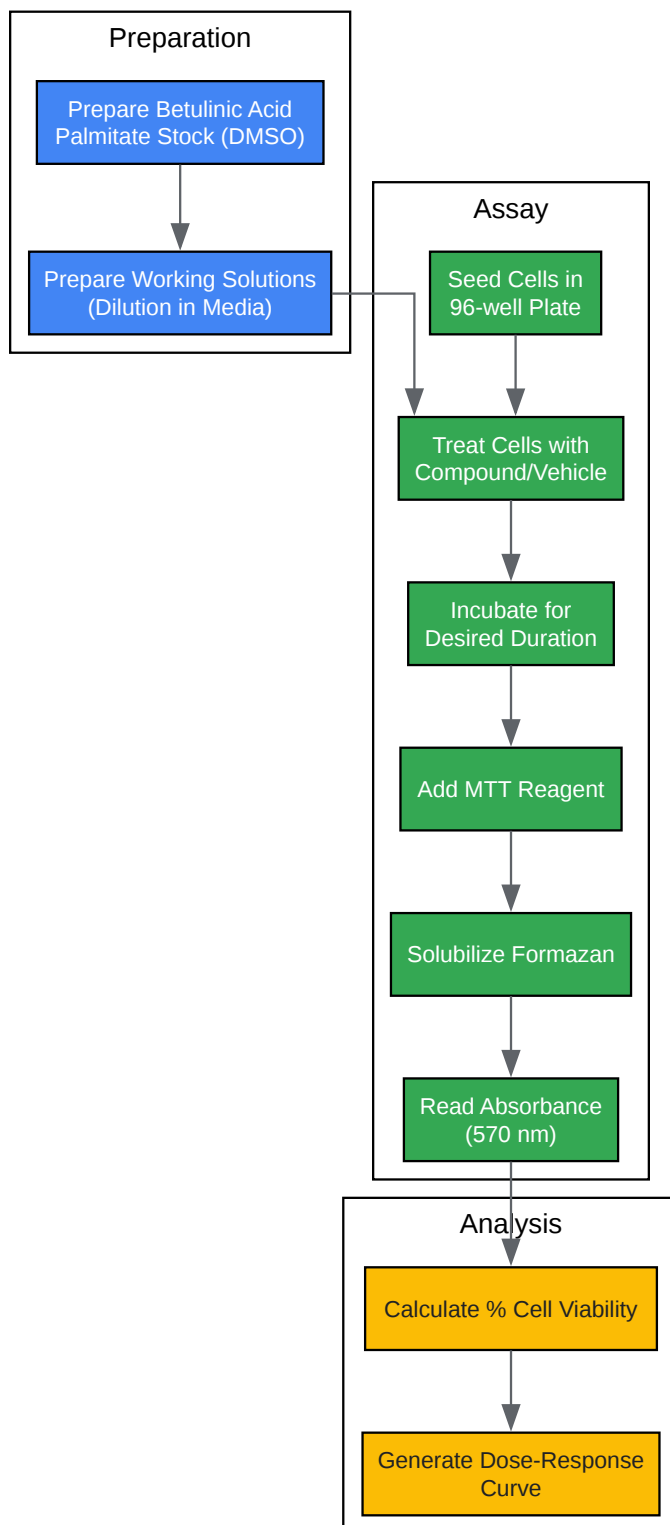 Preparation
Prepare Betulinic Acid
Palmitate Stock (DMSO)
Prepare Working Solutions
(Dilution in Media)
Assay
Seed Cells in
96-well Plate
Treat Cells with
Compound/Vehicle
Incubate for
Desired Duration
Add MTT Reagent
Solubilize Formazan
Read Absorbance
(570 nm)
Analysis
Calculate % Cell Viability
Generate Dose-Response
Curve